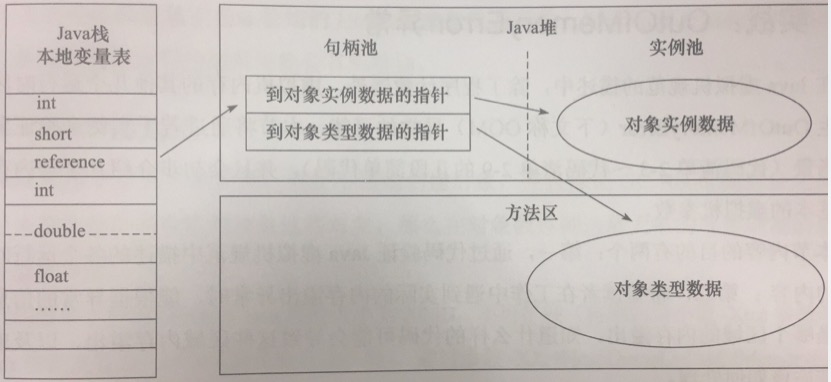 Java栈
本地变量表
int
short
reference
int
double
float
……
句柄池
Java堆
实例池
到对象实例数据的指针
到对象类型数据的指针
对象实例数据
方法区
对象类型数据